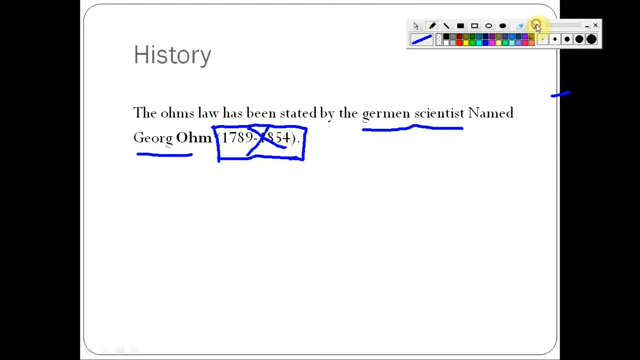 History
The ohms law has been stated by the germen scientist Named
Georg Ohm (1789-1854).